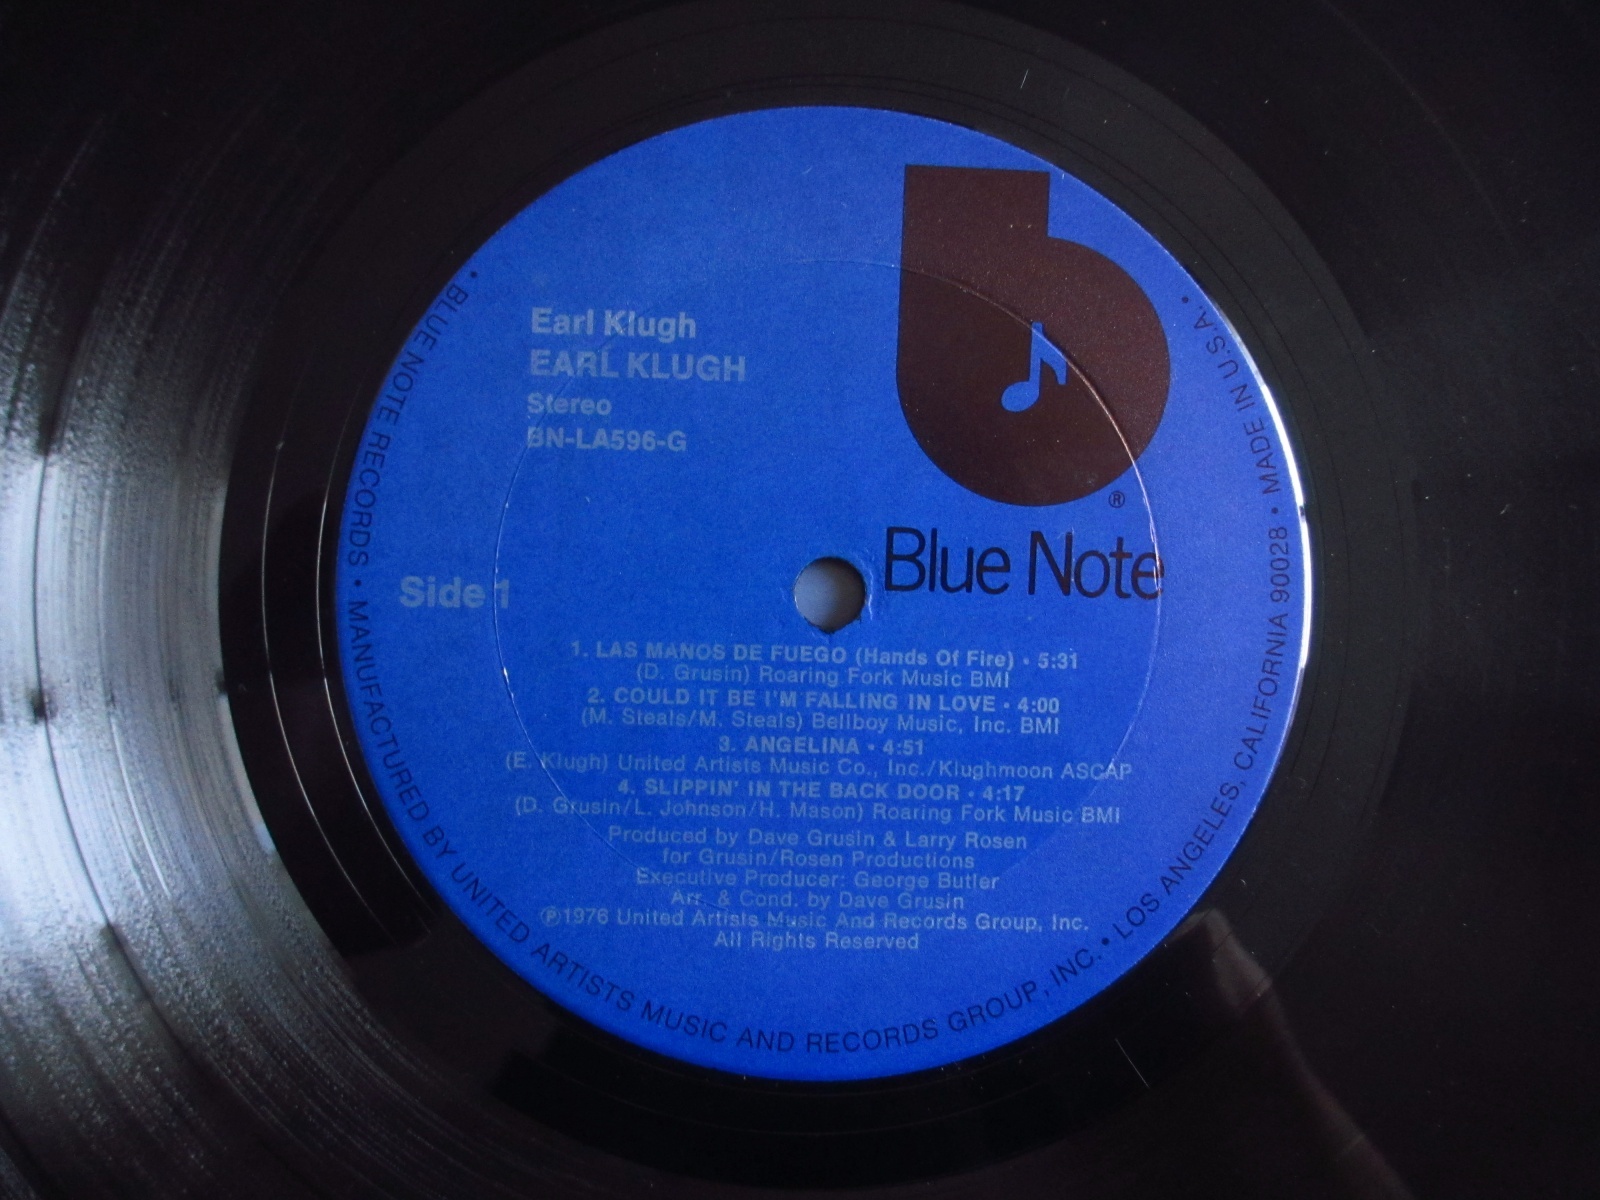 Earl Klugh
EARL KLUGH
Stereo
BN-LA596-G
®
Blue Note
Side 1
1. LAS MANOS DE FUEGO (Hands Of Fire) • 5:31
(D. Grusin) Roaring Fork Music BMI
2. COULD IT BE I'M FALLING IN LOVE • 4:00
(M. Steals/M. Steals) Bellboy Music, Inc. BMI
3. ANGELINA • 4:51
(E. Klugh) United Artists Music Co., Inc./Klughmoon ASCAP
4. SLIPPIN' IN THE BACK DOOR • 4:17
(D. Grusin/L. Johnson/H. Mason) Roaring Fork Music BMI
Produced by Dave Grusin & Larry Rosen
for Grusin/Rosen Productions
Executive Producer: George Butler
Arr. & Cond. by Dave Grusin
℗1976 United Artists Music And Records Group, Inc.
All Rights Reserved
• BLUE NOTE RECORDS • MANUFACTURED BY UNITED ARTISTS MUSIC AND RECORDS GROUP, INC. • LOS ANGELES, CALIFORNIA 90028 • MADE IN U.S.A. •